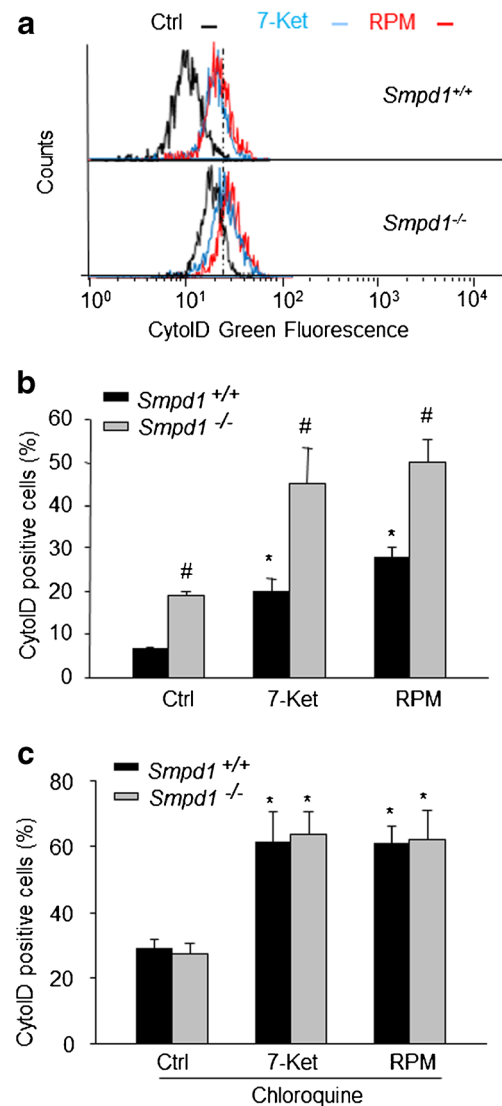 a
Ctrl 7-Ket RPM
Smpd1+/+
Smpd1-/-
Counts
10⁰ 10¹ 10² 10³ 10⁴
CytoID Green Fluorescence
b
Smpd1 +/+
Smpd1 -/-
CytoID positive cells (%)
60
50
40
30
20
10
0
#
*
#
*
#
Ctrl 7-Ket RPM
c
Smpd1 +/+
Smpd1 -/-
CytoID positive cells (%)
80
60
40
20
0
* * * *
Ctrl 7-Ket RPM
Chloroquine